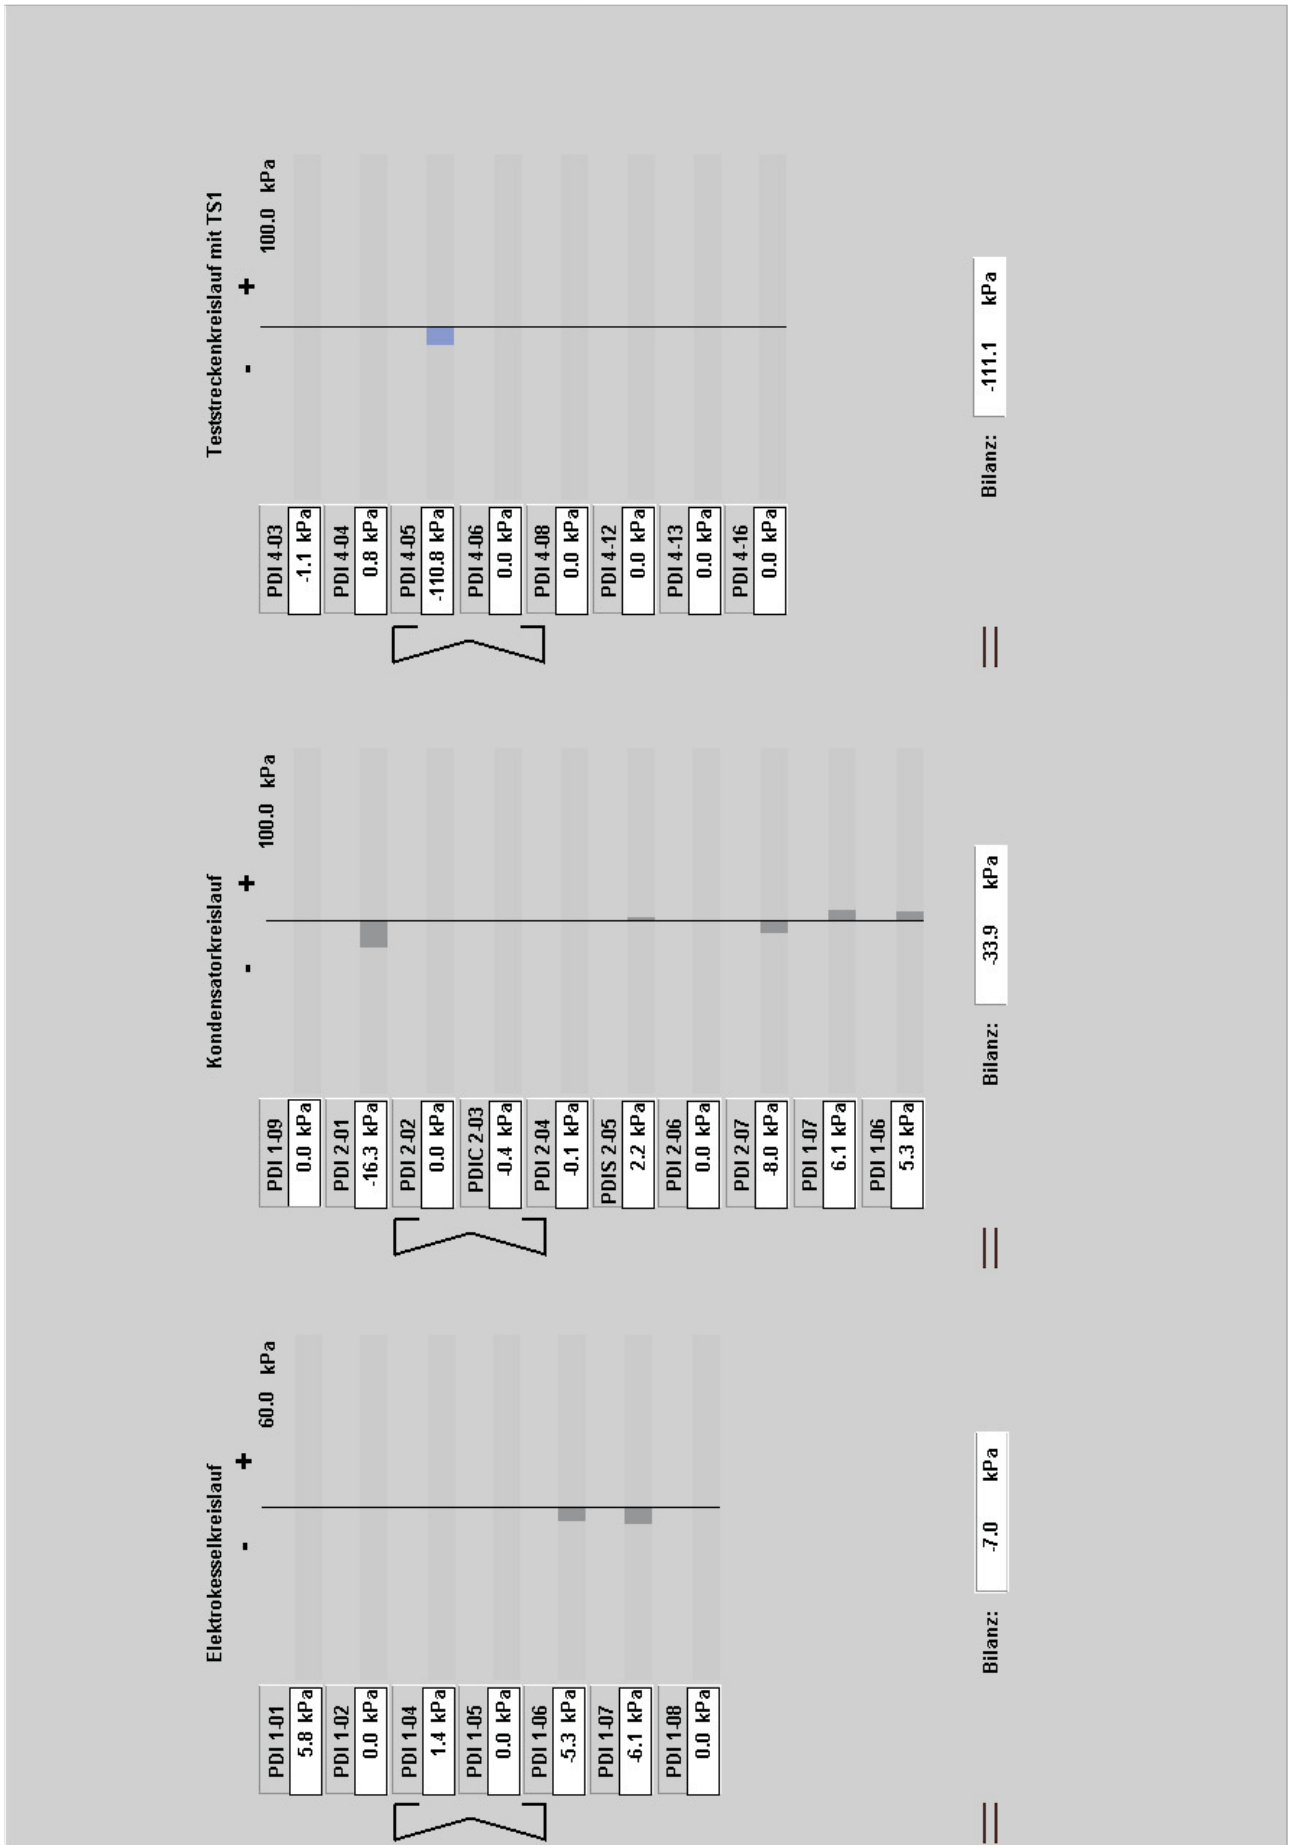 Elektrokesselkreislauf
- +
60.0 kPa
PDI 1-01
5.8 kPa
PDI 1-02
0.0 kPa
PDI 1-04
1.4 kPa
PDI 1-05
0.0 kPa
PDI 1-06
-5.3 kPa
PDI 1-07
-6.1 kPa
PDI 1-08
0.0 kPa
Bilanz: -7.0 kPa
Kondensatorkreislauf
- +
100.0 kPa
PDI 1-09
0.0 kPa
PDI 2-01
-16.3 kPa
PDI 2-02
0.0 kPa
PDIC 2-03
-0.4 kPa
PDI 2-04
-0.1 kPa
PDIS 2-05
2.2 kPa
PDI 2-06
0.0 kPa
PDI 2-07
-8.0 kPa
PDI 1-07
6.1 kPa
PDI 1-06
5.3 kPa
Bilanz: -33.9 kPa
Teststreckenkreislauf mit TS1
- +
100.0 kPa
PDI 4-03
-1.1 kPa
PDI 4-04
0.8 kPa
PDI 4-05
-110.8 kPa
PDI 4-06
0.0 kPa
PDI 4-08
0.0 kPa
PDI 4-12
0.0 kPa
PDI 4-13
0.0 kPa
PDI 4-16
0.0 kPa
Bilanz: -111.1 kPa